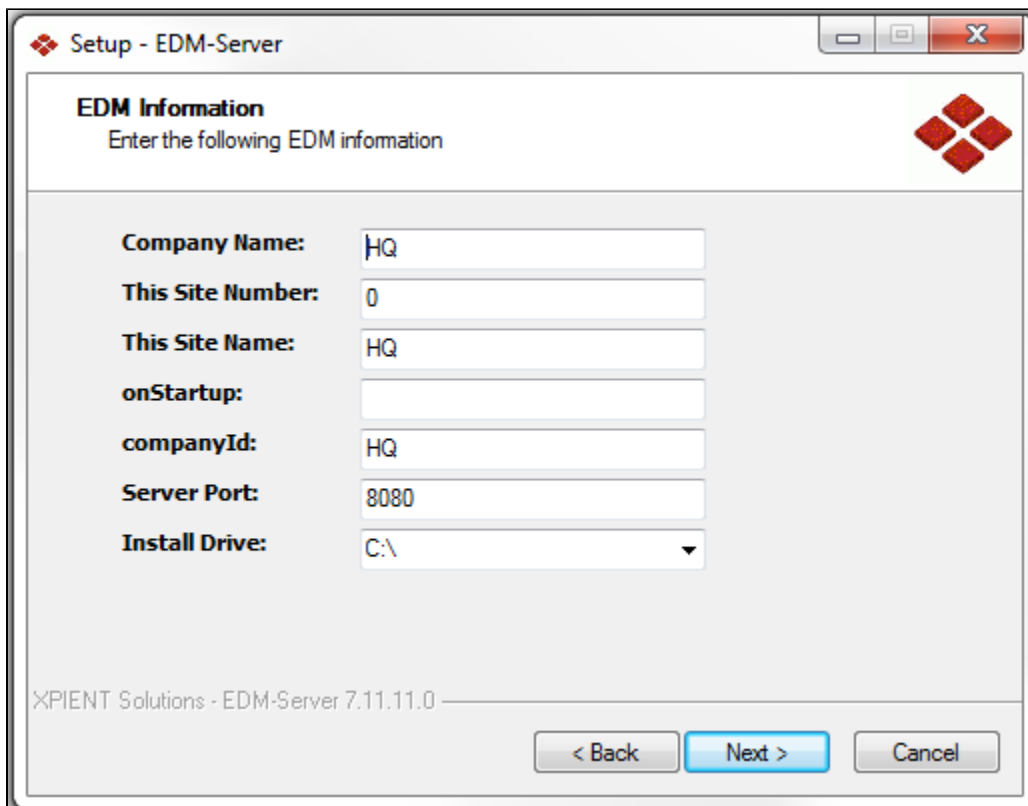 Setup - EDM-Server
EDM Information
Enter the following EDM information
Company Name: HQ
This Site Number: 0
This Site Name: HQ
onStartup:
companyId: HQ
Server Port: 8080
Install Drive: C:\
XPIENT Solutions - EDM-Server 7.11.11.0
< Back Next > Cancel